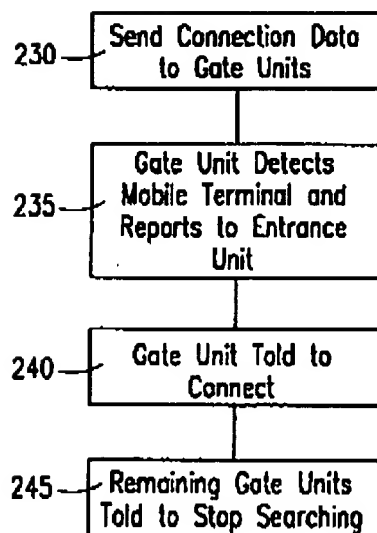 230
Send Connection Data
to Gate Units
235
Gate Unit Detects
Mobile Terminal and
Reports to Entrance
Unit
240
Gate Unit Told to
Connect
245
Remaining Gate Units
Told to Stop Searching